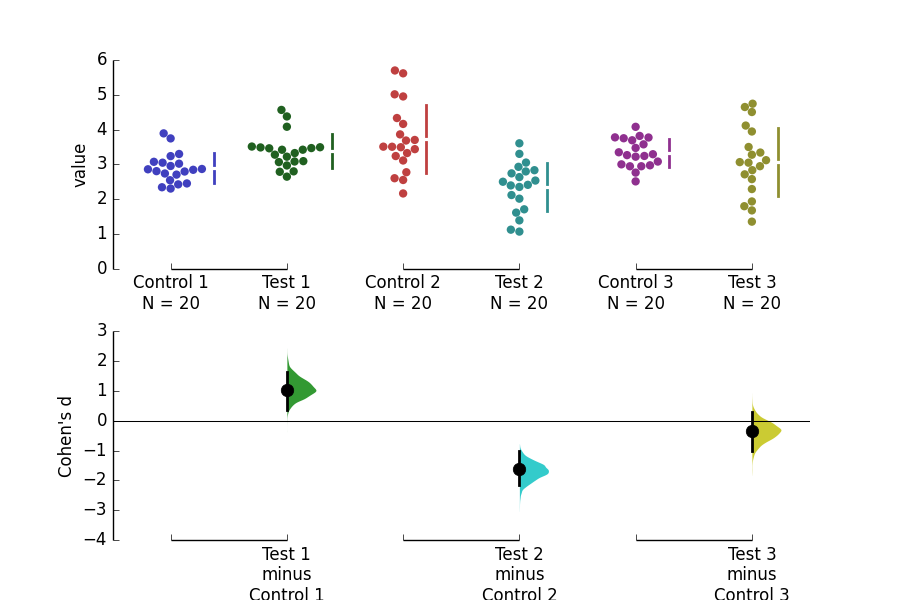 6
5
4
3
2
1
0
value
Control 1
N = 20
Test 1
N = 20
Control 2
N = 20
Test 2
N = 20
Control 3
N = 20
Test 3
N = 20
3
2
1
0
−1
−2
−3
−4
Cohen's d
Test 1
minus
Control 1
Test 2
minus
Control 2
Test 3
minus
Control 3